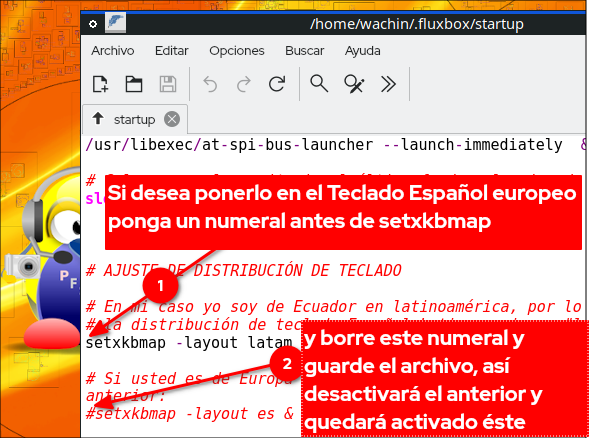 /home/wachin/.fluxbox/startup
Archivo Editar Opciones Buscar Ayuda
startup
/usr/libexec/at-spi-bus-launcher --launch-immediately &
#
Si desea ponerlo en el Teclado Español europeo
ponga un numeral antes de setxkbmap
# AJUSTE DE DISTRIBUCIÓN DE TECLADO
1
# En mi caso yo soy de Ecuador en latinoamérica, por lo
# la distribución de
setxkbmap -layout latam
y borre este numeral y
guarde el archivo, así
desactivará el anterior y
quedará activado éste
2
# Si usted es de Europa
anterior:
#setxkbmap -layout es &
P F